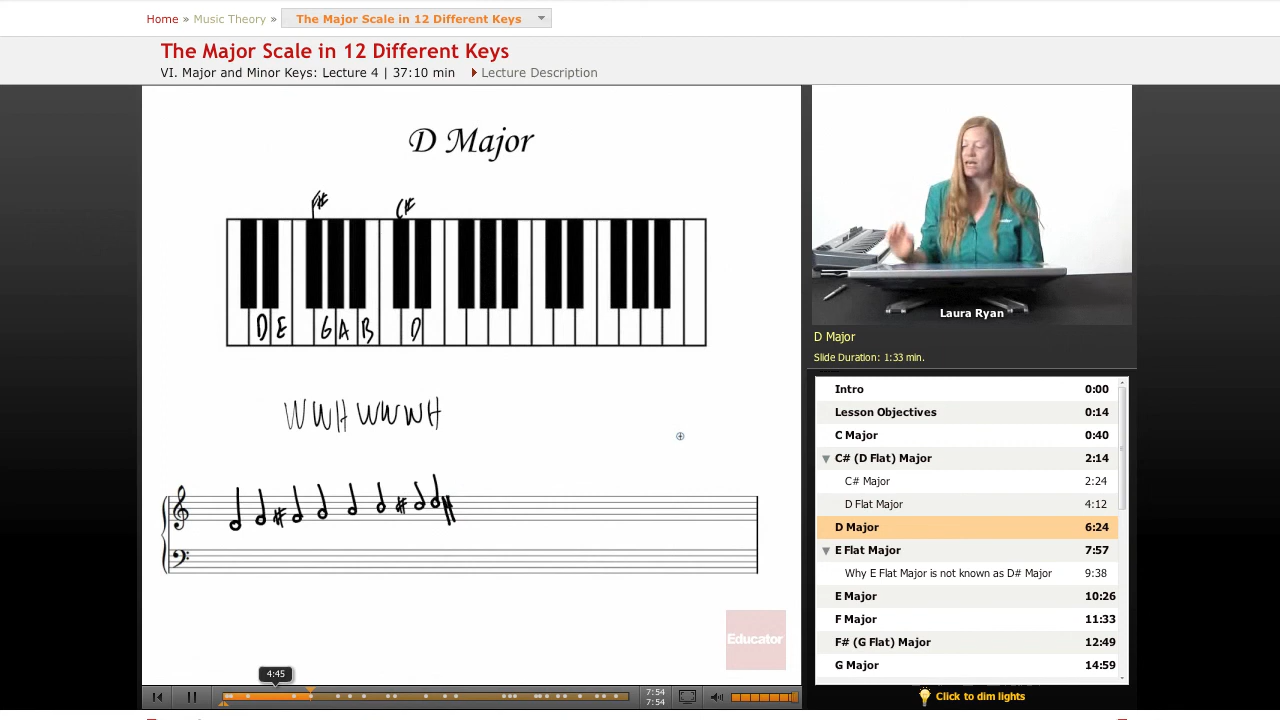 Home » Music Theory » The Major Scale in 12 Different Keys
The Major Scale in 12 Different Keys
VI. Major and Minor Keys: Lecture 4 | 37:10 min Lecture Description
D Major
F# C#
D E G A B D
W W H W W W H
Educator
Laura Ryan
D Major
Slide Duration: 1:33 min.
Intro 0:00
Lesson Objectives 0:14
C Major 0:40
C# (D Flat) Major 2:14
C# Major 2:24
D Flat Major 4:12
D Major 6:24
E Flat Major 7:57
Why E Flat Major is not known as D# Major 9:38
E Major 10:26
F Major 11:33
F# (G Flat) Major 12:49
G Major 14:59
4:45
7:54
7:54
Click to dim lights